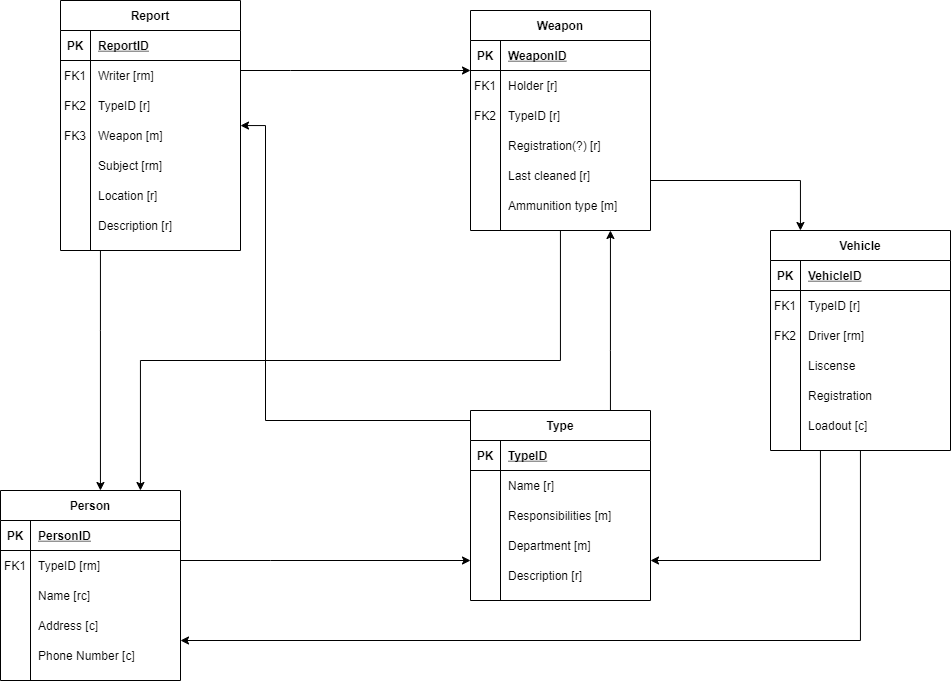 Report
PK ReportID
FK1 Writer [rm]
FK2 TypeID [r]
FK3 Weapon [m]
Subject [rm]
Location [r]
Description [r]
Weapon
PK WeaponID
FK1 Holder [r]
FK2 TypeID [r]
Registration(?) [r]
Last cleaned [r]
Ammunition type [m]
Vehicle
PK VehicleID
FK1 TypeID [r]
FK2 Driver [rm]
Liscense
Registration
Loadout [c]
Type
PK TypeID
Name [r]
Responsibilities [m]
Department [m]
Description [r]
Person
PK PersonID
FK1 TypeID [rm]
Name [rc]
Address [c]
Phone Number [c]